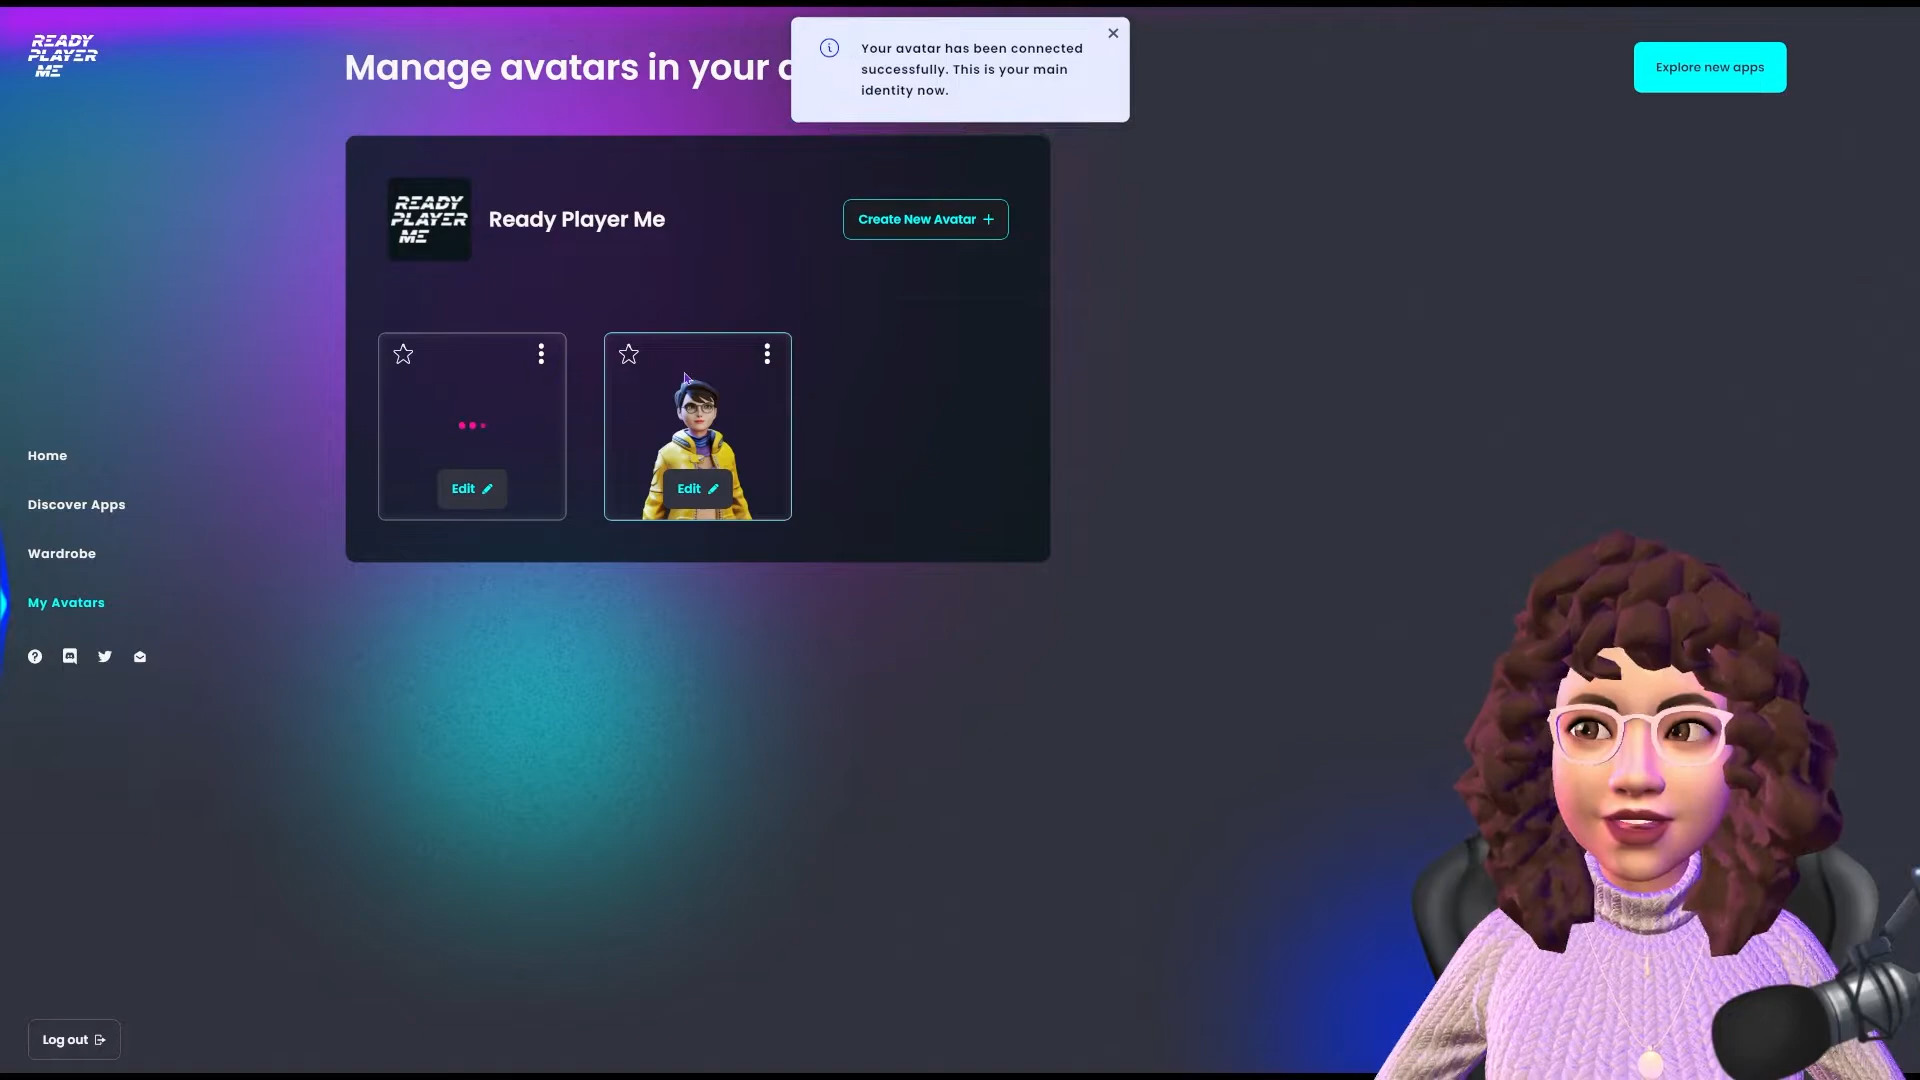 READY
PLAYER
ME
Manage avatars in your a
Your avatar has been connected
successfully. This is your main
identity now.
Explore new apps
READY
PLAYER
ME
Ready Player Me
Create New Avatar +
Edit
Edit
Home
Discover Apps
Wardrobe
My Avatars
Log out